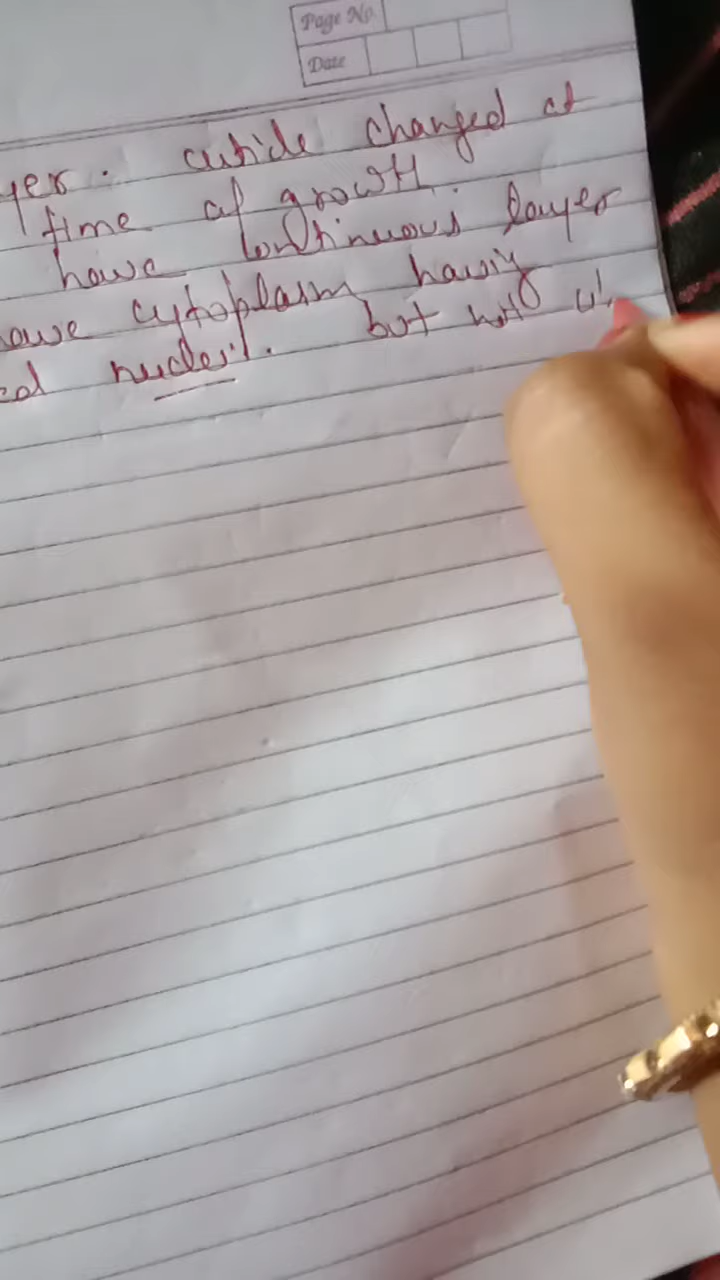 Page No.
Date
yer. cuticle changed at
time of growth.
have continuous layer
have cytoplasm having
nuclei. but not